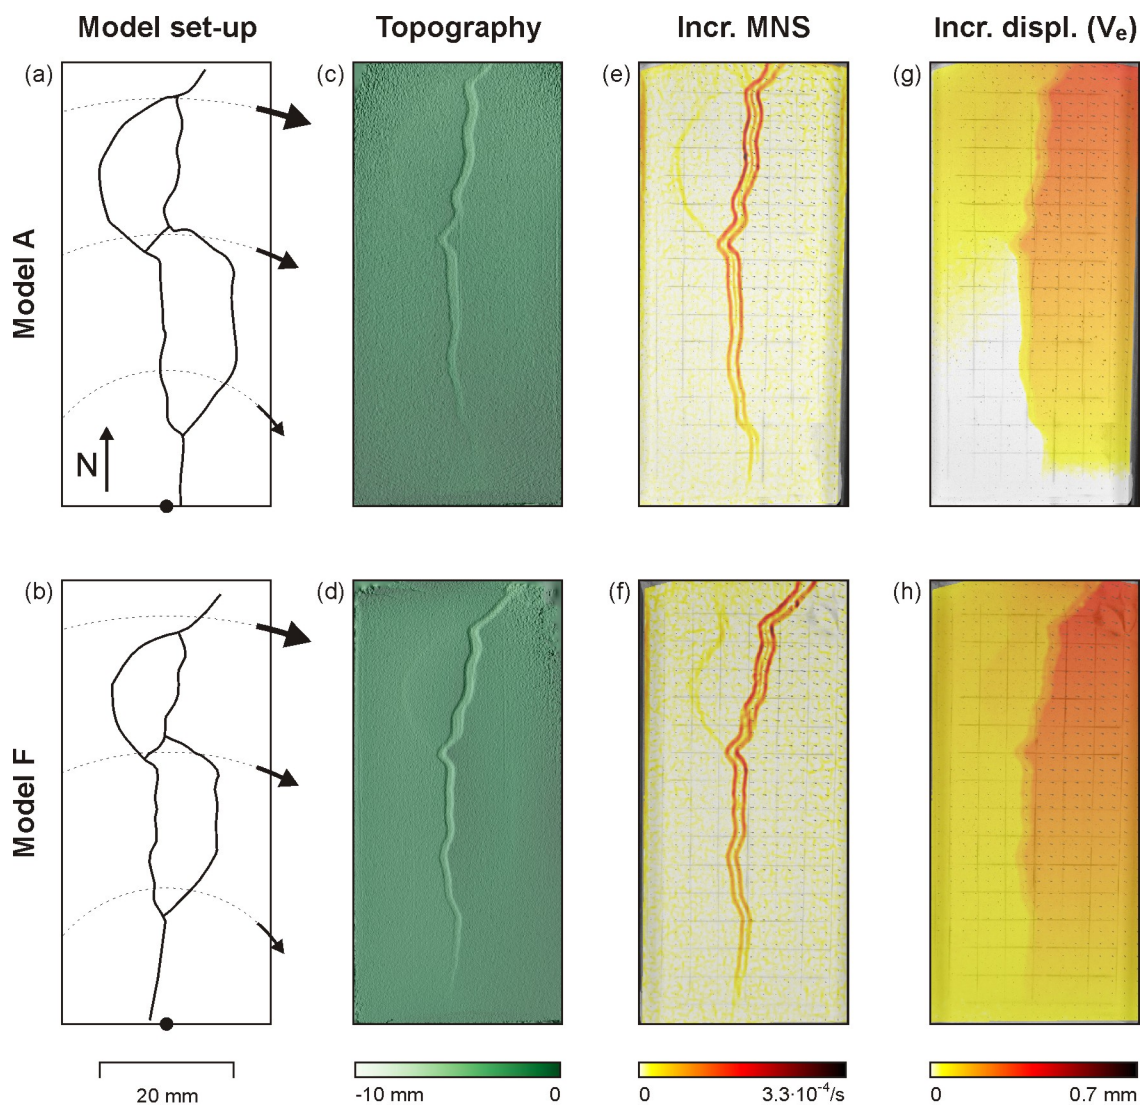 Model set-up Topography Incr. MNS Incr. displ. (Vₑ)
(a) (c) (e) (g)
Model A
N
(b) (d) (f) (h)
Model F
20 mm
-10 mm 0
0 3.3·10⁻⁴/s
0 0.7 mm